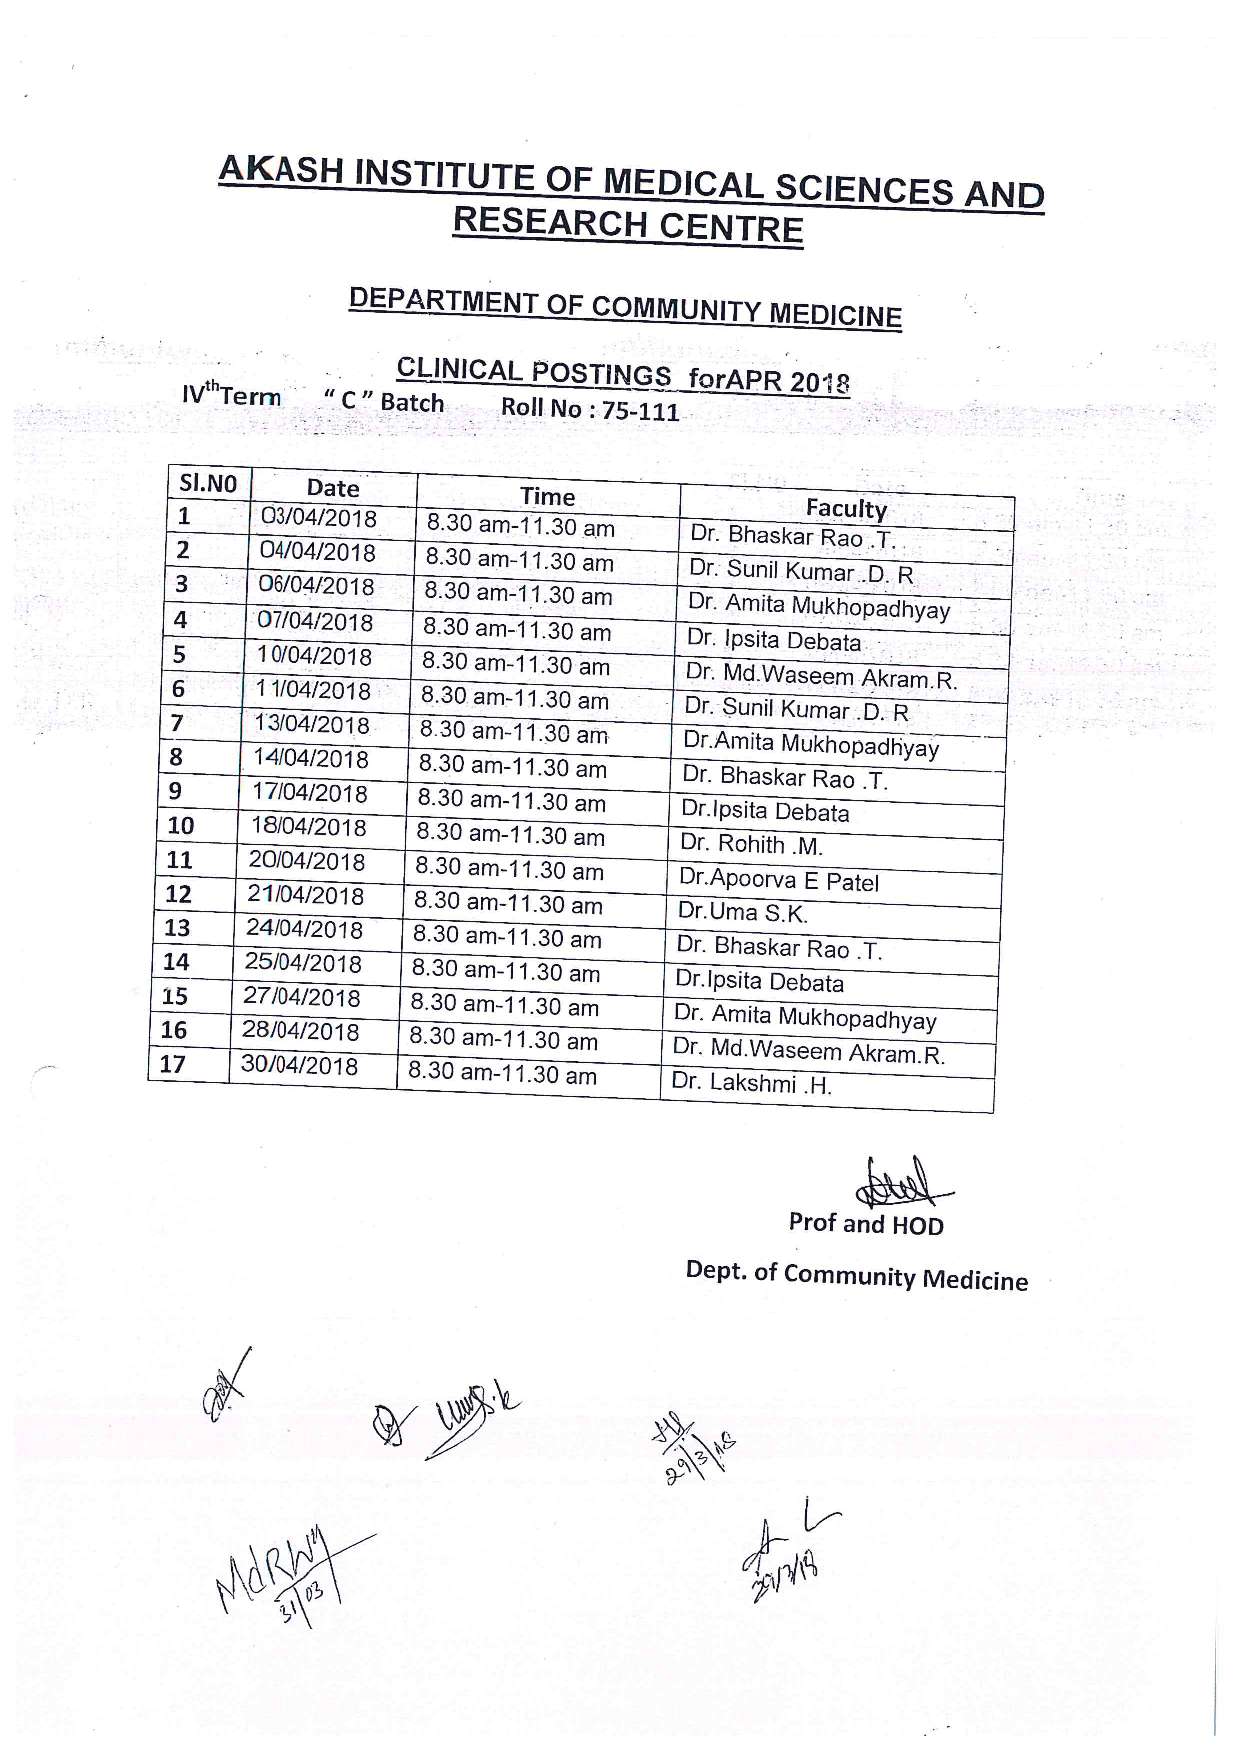 AKASH INSTITUTE OF MEDICAL SCIENCES AND
RESEARCH CENTRE
DEPARTMENT OF COMMUNITY MEDICINE
CLINICAL POSTINGS forAPR 2018
IVthTerm “ C ” Batch Roll No : 75-111
Sl.N0 Date Time Faculty
1 03/04/2018 8.30 am-11.30 am Dr. Bhaskar Rao .T.
2 04/04/2018 8.30 am-11.30 am Dr. Sunil Kumar .D. R
3 06/04/2018 8.30 am-11.30 am Dr. Amita Mukhopadhyay
4 07/04/2018 8.30 am-11.30 am Dr. Ipsita Debata
5 10/04/2018 8.30 am-11.30 am Dr. Md.Waseem Akram.R.
6 11/04/2018 8.30 am-11.30 am Dr. Sunil Kumar .D. R
7 13/04/2018 8.30 am-11.30 am Dr.Amita Mukhopadhyay
8 14/04/2018 8.30 am-11.30 am Dr. Bhaskar Rao .T.
9 17/04/2018 8.30 am-11.30 am Dr.Ipsita Debata
10 18/04/2018 8.30 am-11.30 am Dr. Rohith .M.
11 20/04/2018 8.30 am-11.30 am Dr.Apoorva E Patel
12 21/04/2018 8.30 am-11.30 am Dr.Uma S.K.
13 24/04/2018 8.30 am-11.30 am Dr. Bhaskar Rao .T.
14 25/04/2018 8.30 am-11.30 am Dr.Ipsita Debata
15 27/04/2018 8.30 am-11.30 am Dr. Amita Mukhopadhyay
16 28/04/2018 8.30 am-11.30 am Dr. Md.Waseem Akram.R.
17 30/04/2018 8.30 am-11.30 am Dr. Lakshmi .H.
Prof and HOD
Dept. of Community Medicine
29/3/18
31/03